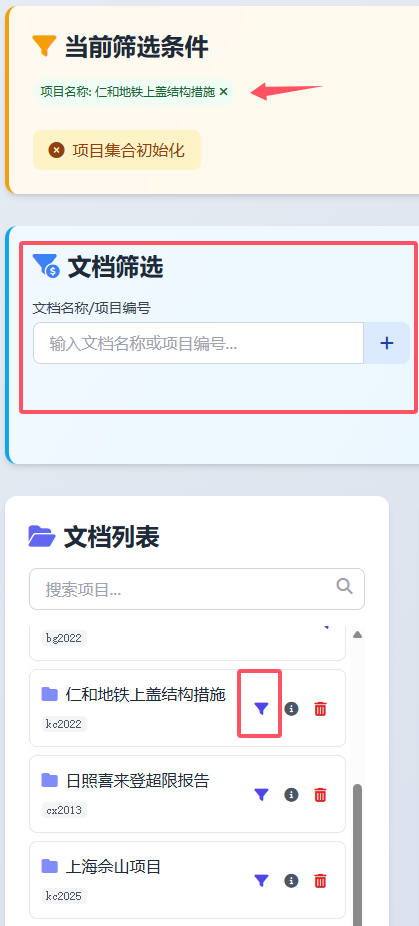 当前筛选条件
项目名称: 仁和地铁上盖结构措施 ×
项目集合初始化
文档筛选
文档名称/项目编号
输入文档名称或项目编号...
+
文档列表
搜索项目...
bg2022
仁和地铁上盖结构措施
kc2022
日照喜来登超限报告
cx2013
上海佘山项目
kc2025